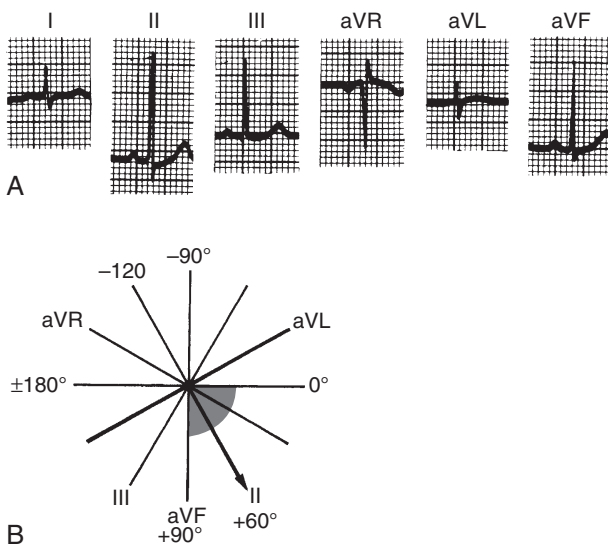 I II III aVR aVL aVF
A
–90°
–120
aVR aVL
±180° 0°
III aVF II
+90° +60°
B